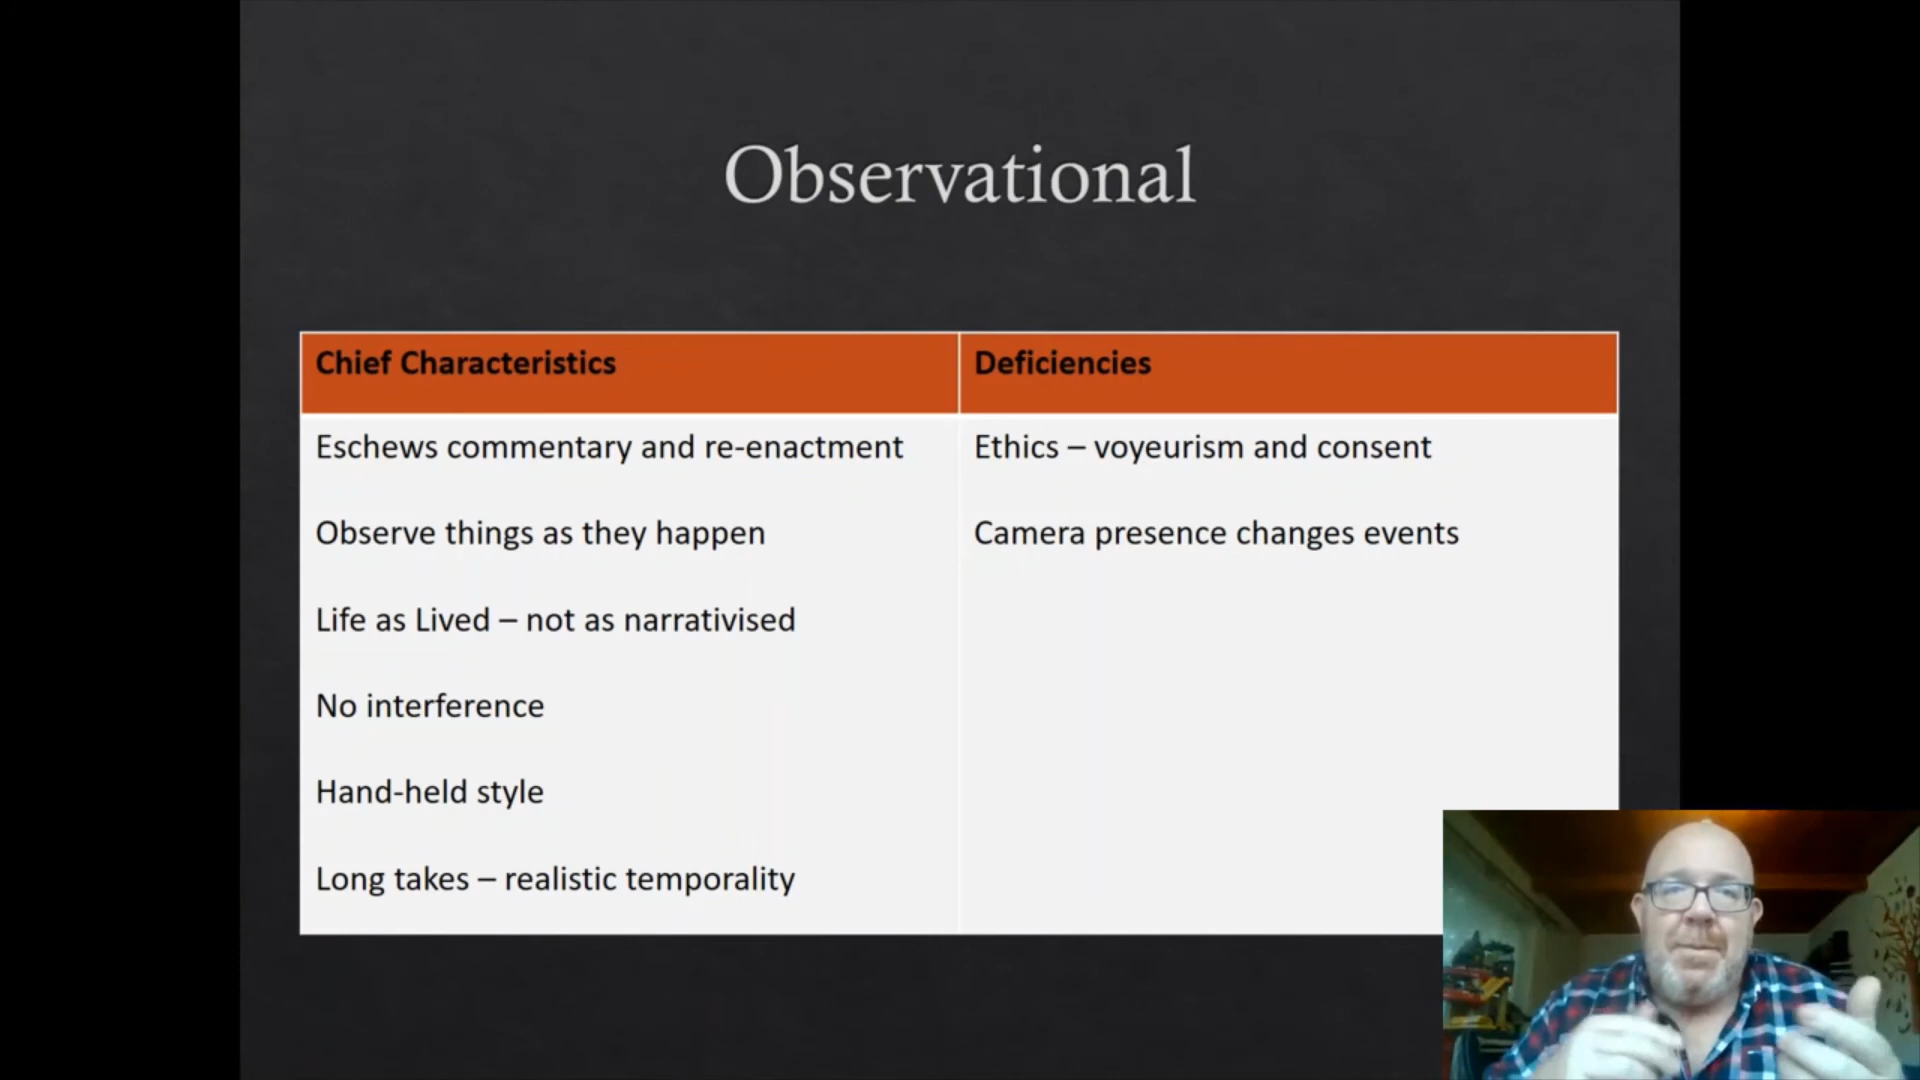 Observational
Chief Characteristics
Deficiencies
Eschews commentary and re-enactment
Observe things as they happen
Life as Lived – not as narrativised
No interference
Hand-held style
Long takes – realistic temporality
Ethics – voyeurism and consent
Camera presence changes events